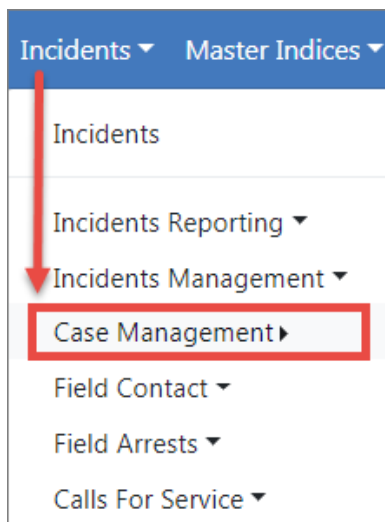 Incidents Master Indices
Incidents
Incidents Reporting
Incidents Management
Case Management
Field Contact
Field Arrests
Calls For Service